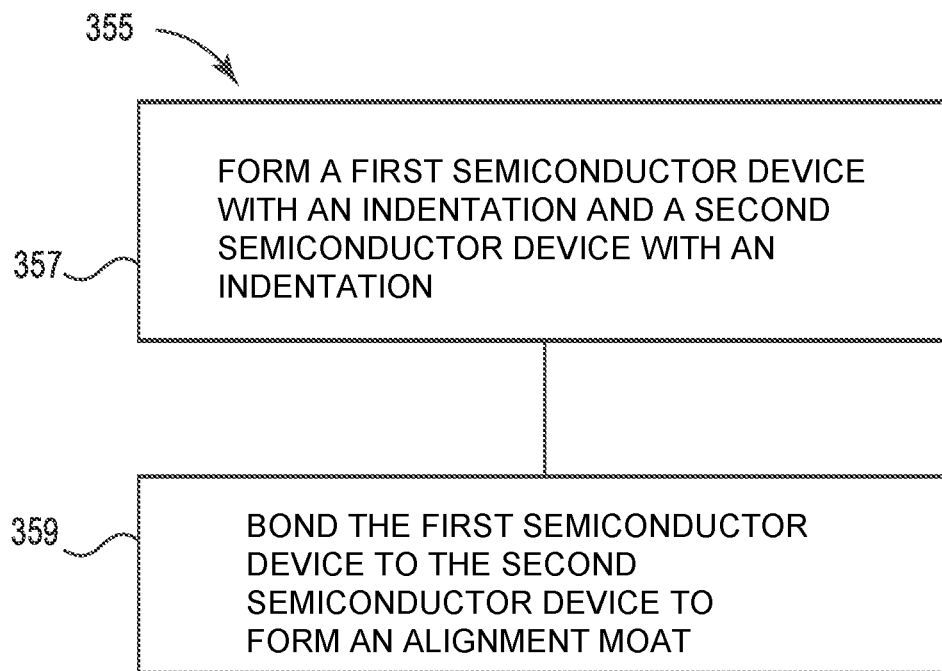 355
FORM A FIRST SEMICONDUCTOR DEVICE
WITH AN INDENTATION AND A SECOND
SEMICONDUCTOR DEVICE WITH AN
INDENTATION
357
BOND THE FIRST SEMICONDUCTOR
DEVICE TO THE SECOND
SEMICONDUCTOR DEVICE TO
FORM AN ALIGNMENT MOAT
359